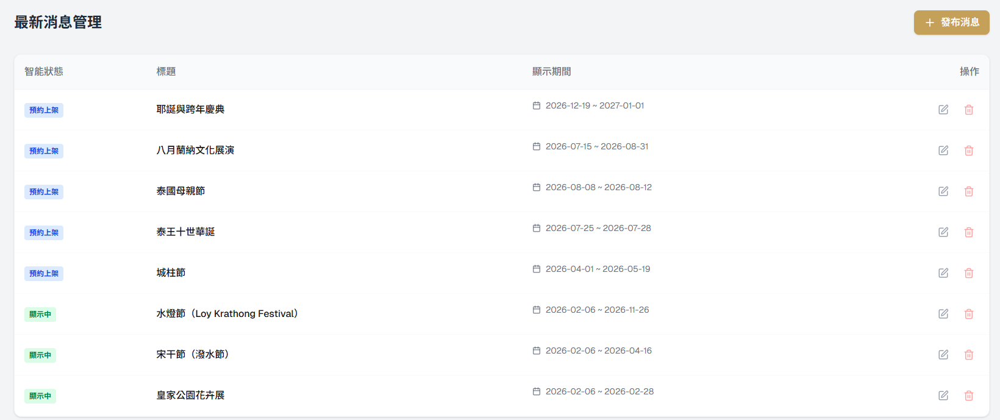 最新消息管理
發布消息
智能狀態 標題 顯示期間 操作
預約上架 耶誕與跨年慶典 2026-12-19 ~ 2027-01-01
預約上架 八月蘭納文化展演 2026-07-15 ~ 2026-08-31
預約上架 泰國母親節 2026-08-08 ~ 2026-08-12
預約上架 泰王十世華誕 2026-07-25 ~ 2026-07-28
預約上架 城柱節 2026-04-01 ~ 2026-05-19
顯示中 水燈節（Loy Krathong Festival） 2026-02-06 ~ 2026-11-26
顯示中 宋干節（潑水節） 2026-02-06 ~ 2026-04-16
顯示中 皇家公園花卉展 2026-02-06 ~ 2026-02-28